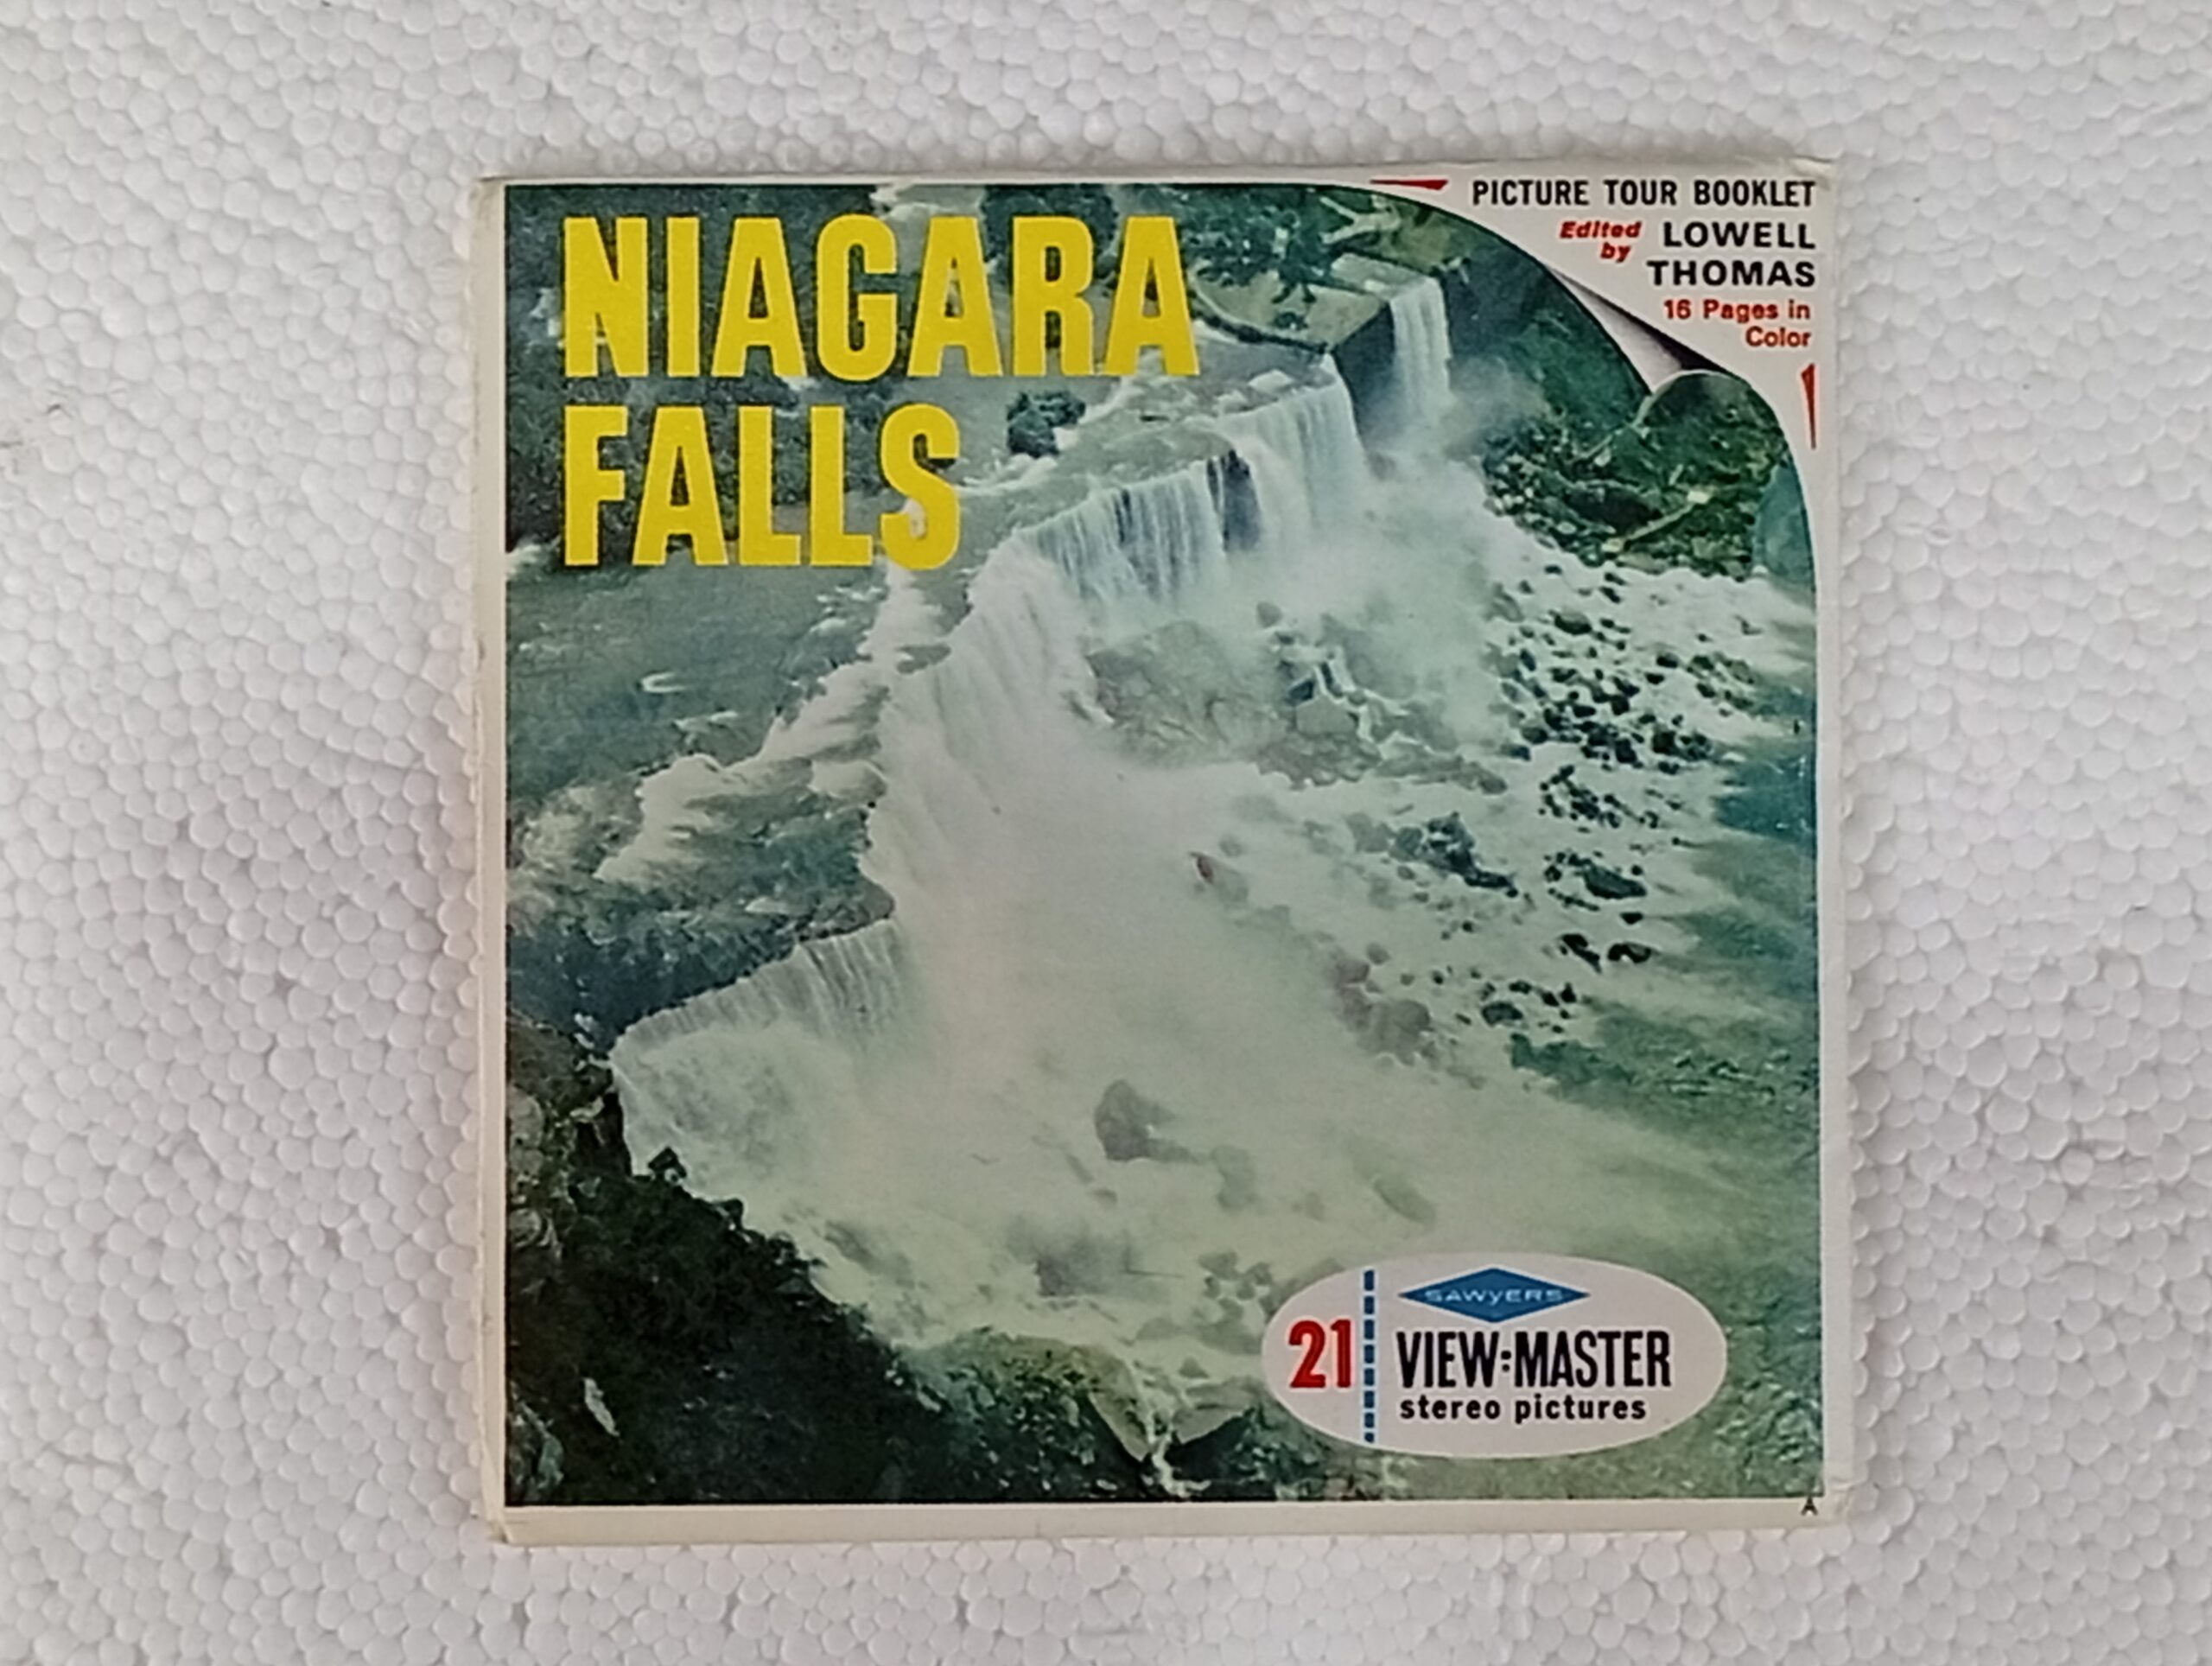 NIAGARA
FALLS
PICTURE TOUR BOOKLET
Edited
by
LOWELL
THOMAS
16 Pages in
Color
21
SAWYERS
VIEW-MASTER
stereo pictures
A